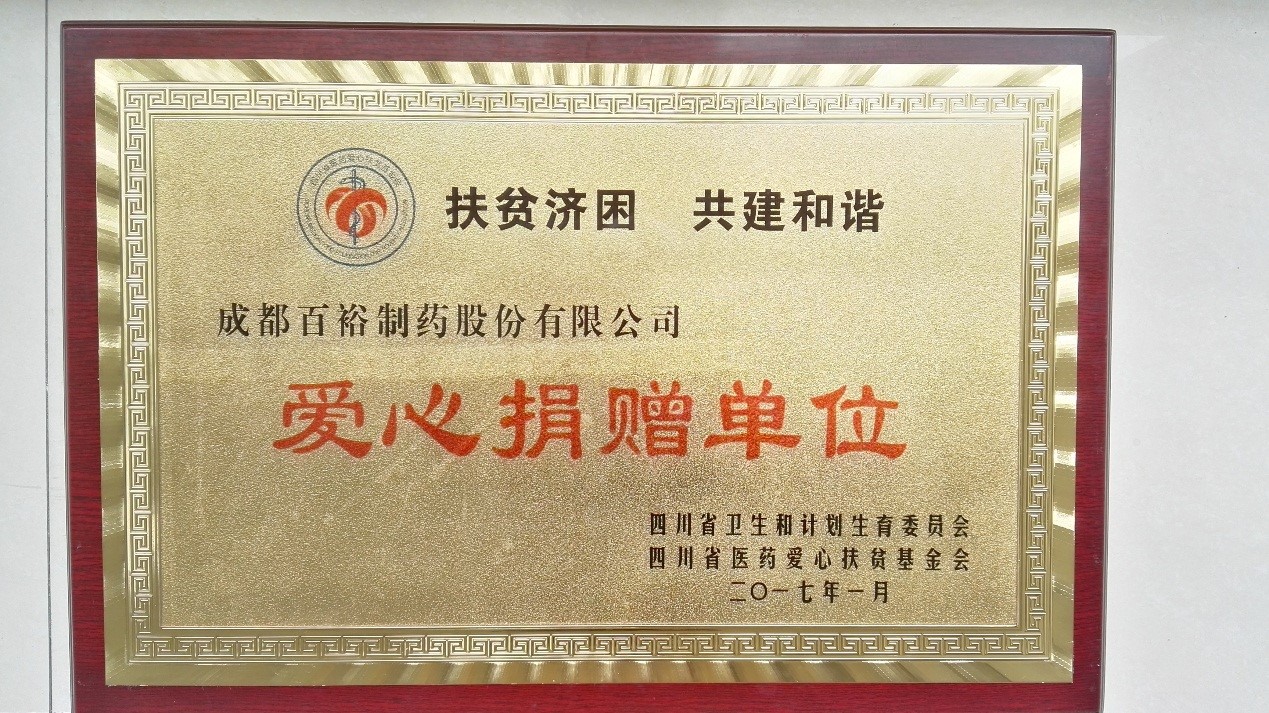 扶贫济困 共建和谐
成都百裕制药股份有限公司
爱心捐赠单位
四川省卫生和计划生育委员会
四川省医药爱心扶贫基金会
二〇一七年一月